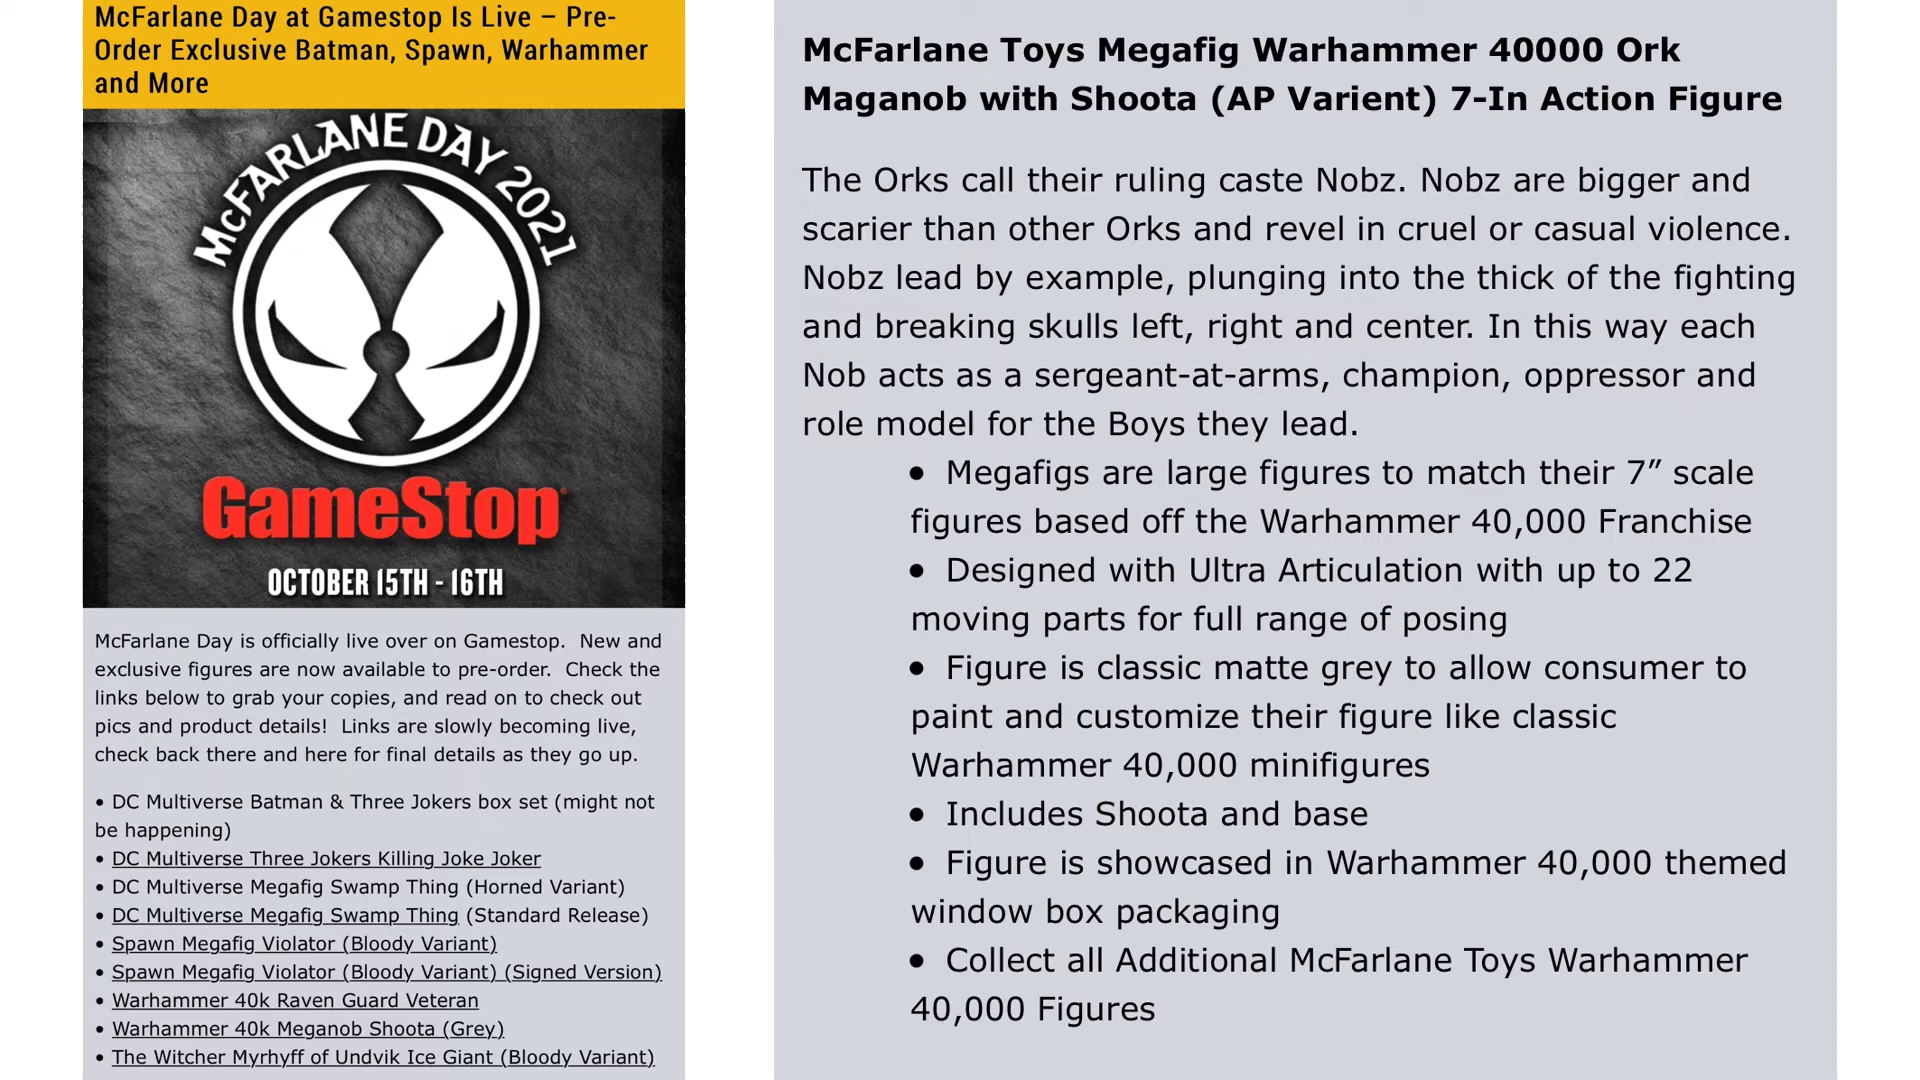 McFarlane Day at Gamestop Is Live – Pre-
Order Exclusive Batman, Spawn, Warhammer
and More
McFARLANE DAY 2021
GameStop
OCTOBER 15TH - 16TH
McFarlane Day is officially live over on Gamestop.  New and
exclusive figures are now available to pre-order.  Check the
links below to grab your copies, and read on to check out
pics and product details!  Links are slowly becoming live,
check back there and here for final details as they go up.
• DC Multiverse Batman & Three Jokers box set (might not
be happening)
• DC Multiverse Three Jokers Killing Joke Joker
• DC Multiverse Megafig Swamp Thing (Horned Variant)
• DC Multiverse Megafig Swamp Thing (Standard Release)
• Spawn Megafig Violator (Bloody Variant)
• Spawn Megafig Violator (Bloody Variant) (Signed Version)
• Warhammer 40k Raven Guard Veteran
• Warhammer 40k Meganob Shoota (Grey)
• The Witcher Myrhyff of Undvik Ice Giant (Bloody Variant)
McFarlane Toys Megafig Warhammer 40000 Ork
Maganob with Shoota (AP Varient) 7-In Action Figure
The Orks call their ruling caste Nobz. Nobz are bigger and
scarier than other Orks and revel in cruel or casual violence.
Nobz lead by example, plunging into the thick of the fighting
and breaking skulls left, right and center. In this way each
Nob acts as a sergeant-at-arms, champion, oppressor and
role model for the Boys they lead.
• Megafigs are large figures to match their 7” scale
figures based off the Warhammer 40,000 Franchise
• Designed with Ultra Articulation with up to 22
moving parts for full range of posing
• Figure is classic matte grey to allow consumer to
paint and customize their figure like classic
Warhammer 40,000 minifigures
• Includes Shoota and base
• Figure is showcased in Warhammer 40,000 themed
window box packaging
• Collect all Additional McFarlane Toys Warhammer
40,000 Figures